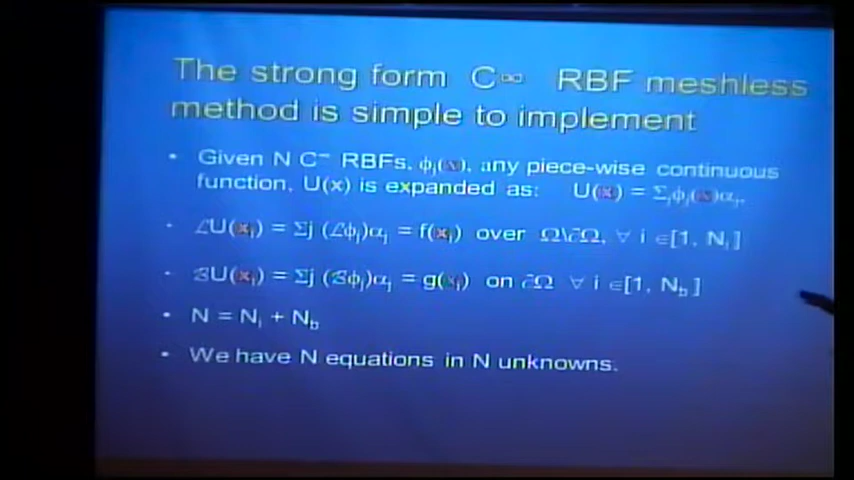 The strong form C∞ RBF meshless
method is simple to implement
• Given N C∞ RBFs, ϕj(x), any piece-wise continuous
function, U(x) is expanded as: U(x) = Σjϕj(x)αj.
• ℒU(xi) = Σj (ℒϕj)αj = f(xi) over Ω\∂Ω, ∀ i ∈[1, Ni]
• ℬU(xi) = Σj (ℬϕj)αj = g(xi) on ∂Ω ∀ i ∈[1, Nb]
• N = Ni + Nb
• We have N equations in N unknowns.